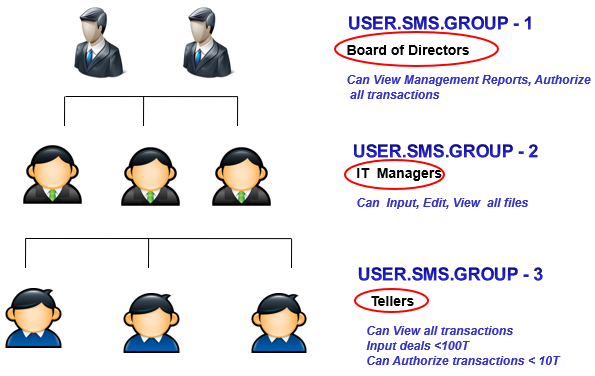 USER.SMS.GROUP - 1
Board of Directors
Can View Management Reports, Authorize
all transactions
USER.SMS.GROUP - 2
IT Managers
Can Input, Edit, View all files
USER.SMS.GROUP - 3
Tellers
Can View all transactions
Input deals <100T
Can Authorize transactions < 10T